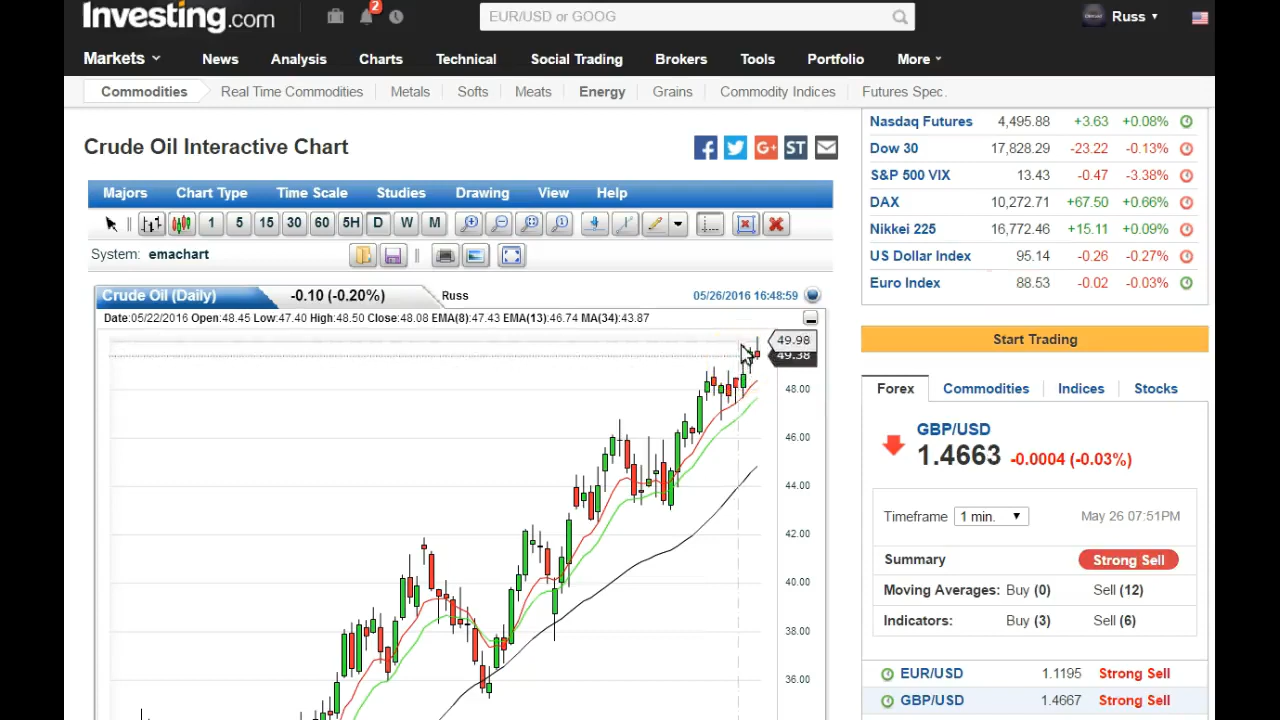 Investing.com 2 EUR/USD or GOOG Russ
Markets News Analysis Charts Technical Social Trading Brokers Tools Portfolio More
Commodities Real Time Commodities Metals Softs Meats Energy Grains Commodity Indices Futures Spec.
Crude Oil Interactive Chart
Majors Chart Type Time Scale Studies Drawing View Help
1 5 15 30 60 5H D W M
System: emachart
Crude Oil (Daily) -0.10 (-0.20%) Russ 05/26/2016 16:48:59
Date:05/22/2016 Open:48.45 Low:47.40 High:48.50 Close:48.08 EMA(8):47.43 EMA(13):46.74 MA(34):43.87
49.98
49.38
48.00
46.00
44.00
42.00
40.00
38.00
36.00
Nasdaq Futures 4,495.88 +3.63 +0.08%
Dow 30 17,828.29 -23.22 -0.13%
S&P 500 VIX 13.43 -0.47 -3.38%
DAX 10,272.71 +67.50 +0.66%
Nikkei 225 16,772.46 +15.11 +0.09%
US Dollar Index 95.14 -0.26 -0.27%
Euro Index 88.53 -0.02 -0.03%
Start Trading
Forex Commodities Indices Stocks
GBP/USD
1.4663 -0.0004 (-0.03%)
Timeframe 1 min. May 26 07:51PM
Summary Strong Sell
Moving Averages: Buy (0) Sell (12)
Indicators: Buy (3) Sell (6)
EUR/USD 1.1195 Strong Sell
GBP/USD 1.4667 Strong Sell